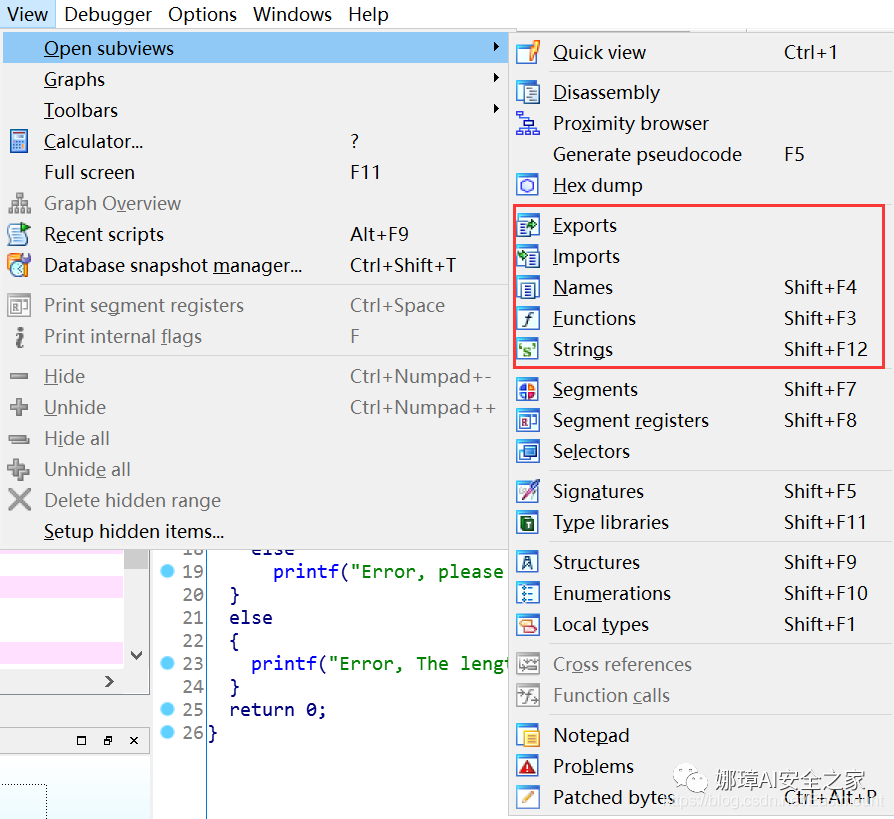 View Debugger Options Windows Help
Open subviews
Graphs
Toolbars
Calculator... ?
Full screen F11
Graph Overview
Recent scripts Alt+F9
Database snapshot manager... Ctrl+Shift+T
Print segment registers Ctrl+Space
Print internal flags F
Hide Ctrl+Numpad+-
Unhide Ctrl+Numpad++
Hide all
Unhide all
Delete hidden range
Setup hidden items...
Quick view Ctrl+1
Disassembly
Proximity browser
Generate pseudocode F5
Hex dump
Exports
Imports
Names Shift+F4
Functions Shift+F3
Strings Shift+F12
Segments Shift+F7
Segment registers Shift+F8
Selectors
Signatures Shift+F5
Type libraries Shift+F11
Structures Shift+F9
Enumerations Shift+F10
Local types Shift+F1
Cross references
Function calls
Notepad
Problems
Patched bytes Ctrl+Alt+P
18 else
19 printf("Error, please
20 }
21 else
22 {
23 printf("Error, The lengt
24 }
25 return 0;
26 }
娜璋AI安全之家